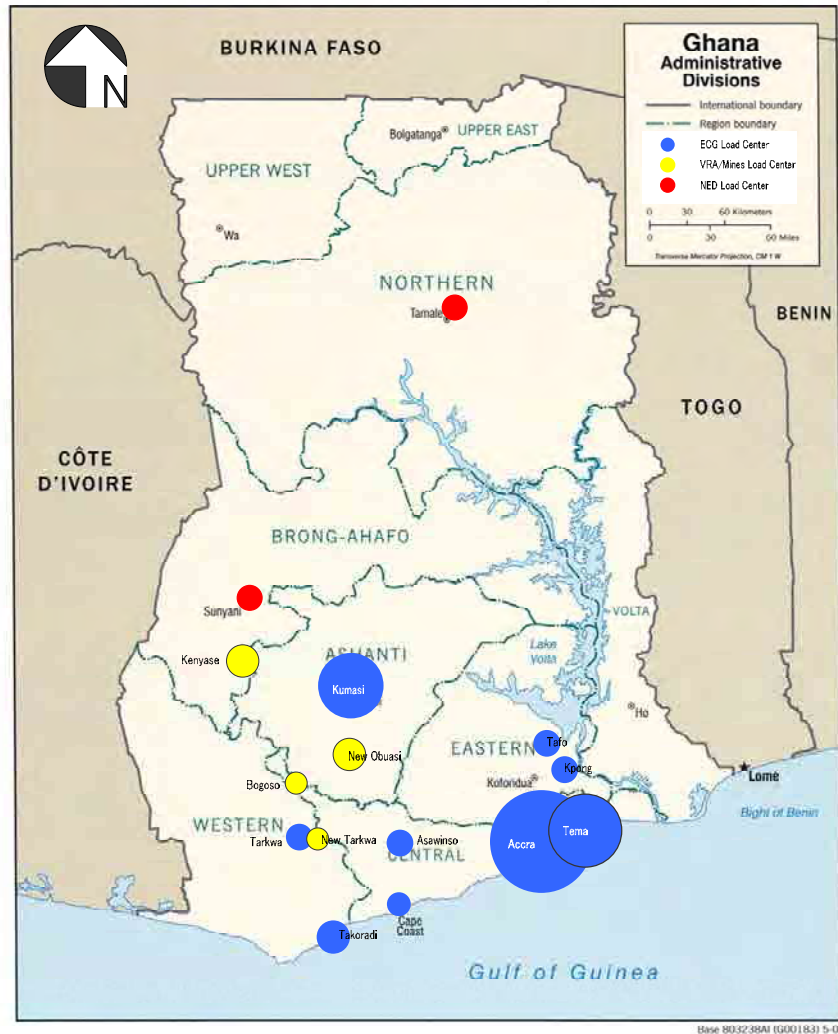 BURKINA FASO
N
Ghana
Administrative
Divisions
International boundary
Region boundary
ECG Load Center
VRA/Mines Load Center
NED Load Center
0 30 60 Kilometers
0 30 60 Miles
Transverse Mercator Projection, CM 1 W
Bolgatanga
UPPER EAST
UPPER WEST
Wa
NORTHERN
Tamale
BENIN
TOGO
CÔTE
D'IVOIRE
BRONG-AHAFO
Sunyani
VOLTA
Lake
Volta
Kenyase
ASHANTI
Kumasi
Ho
Tafo
EASTERN
New Obuasi
Kpong
Koforidua
Lomé
Bogoso
Bight of Benin
WESTERN
Tarkwa
New Tarkwa
Asawinso
CENTRAL
Accra
Tema
Cape
Coast
Takoradi
Gulf of Guinea
Base 803238AI (G00183) 5-0